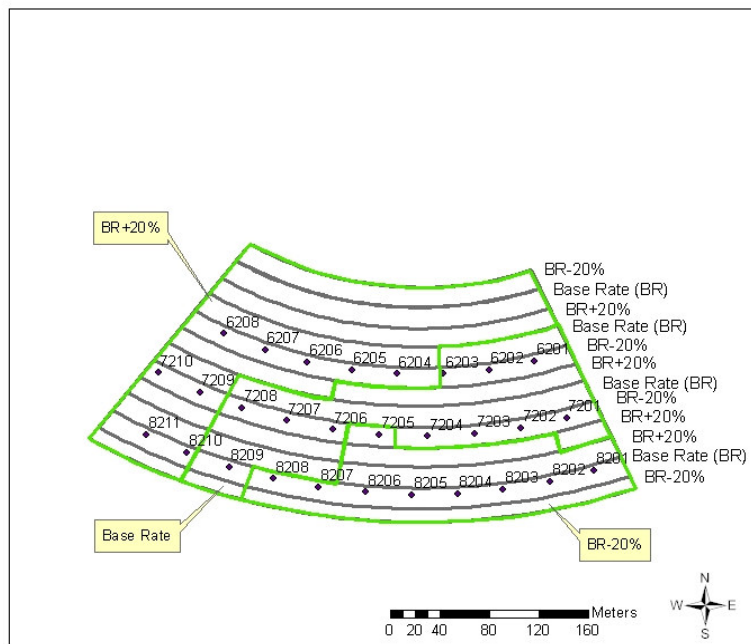 BR+20%
BR-20%
Base Rate (BR)
BR+20%
Base Rate (BR)
BR-20%
BR+20%
Base Rate (BR)
BR-20%
BR+20%
BR+20%
Base Rate (BR)
BR-20%
6208
6207
6206
6205
6204
6203
6202
6201
7210
7209
7208
7207
7206
7205
7204
7203
7202
7201
8211
8210
8209
8208
8207
8206
8205
8204
8203
8202
8201
Base Rate
BR-20%
N
W E
S
Meters
0 20 40 80 120 160